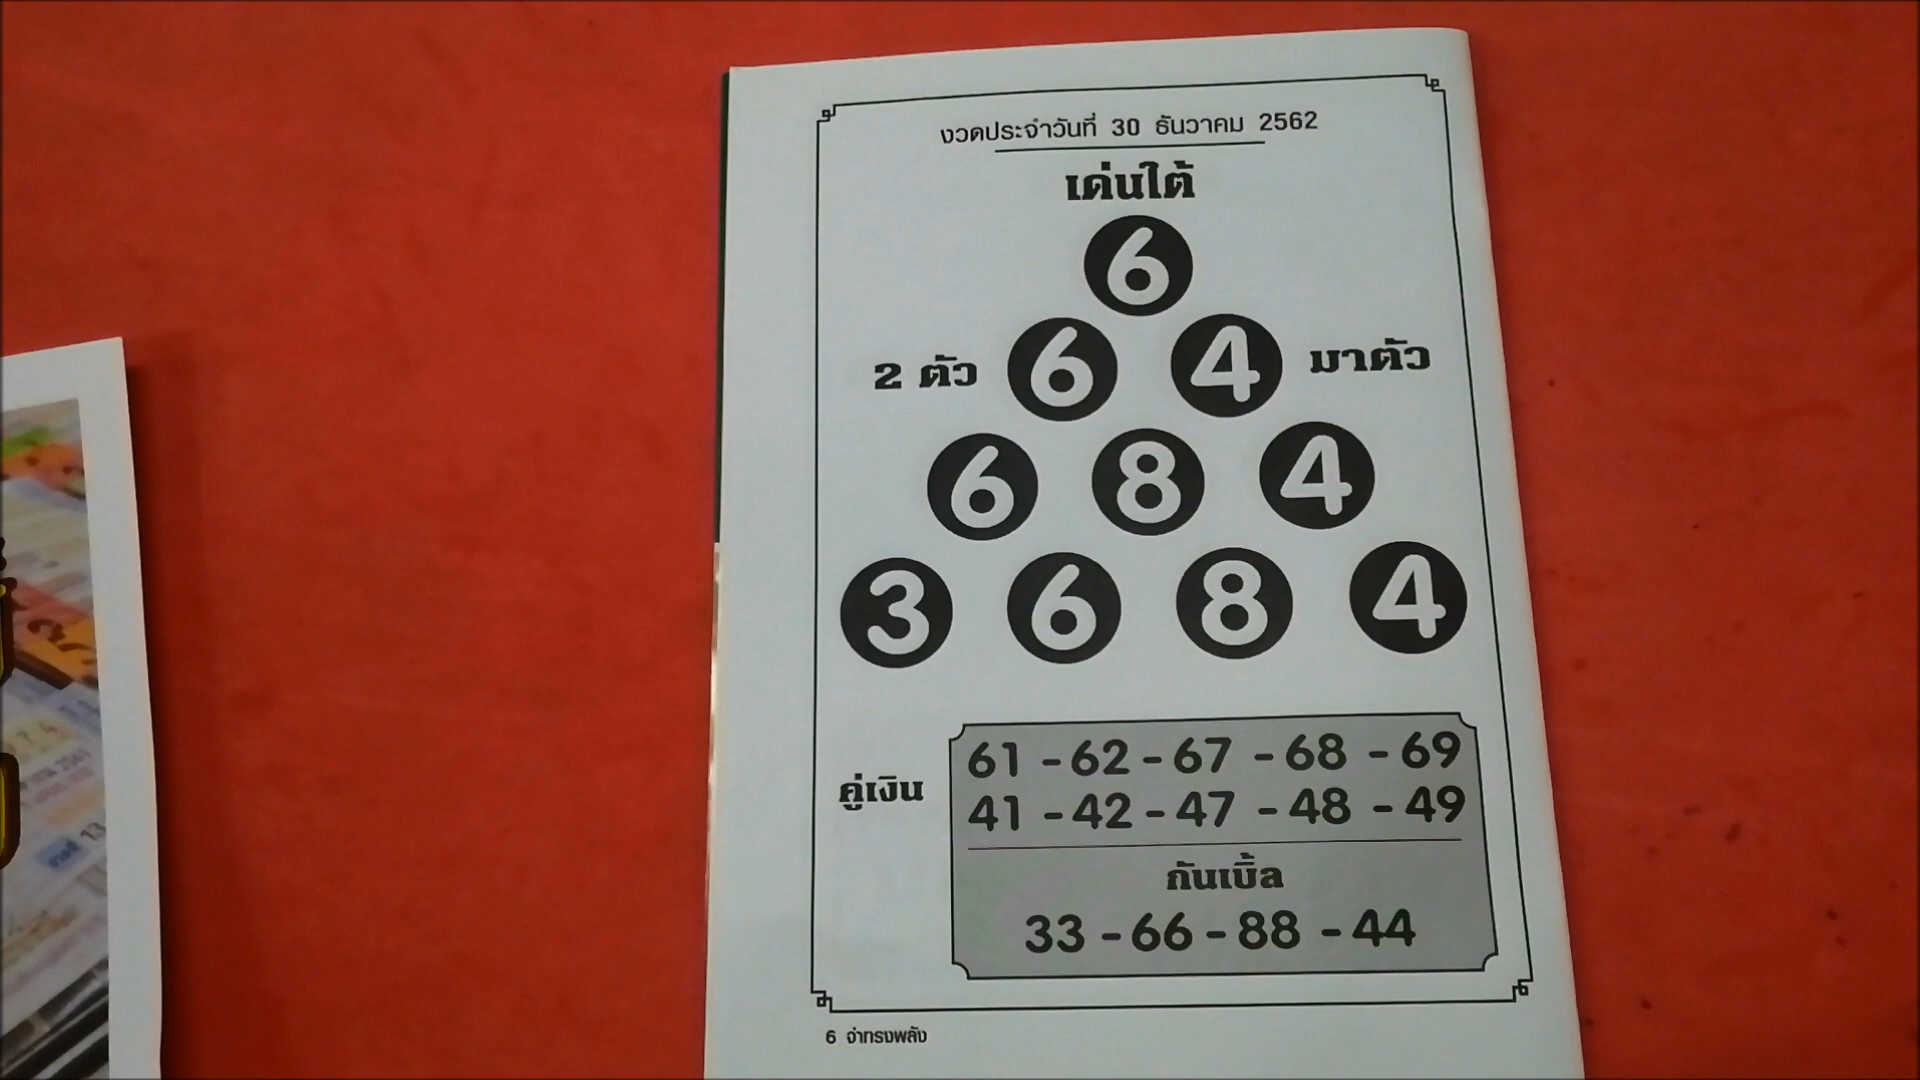 งวดประจำวันที่ 30 ธันวาคม 2562
เด่นใต้
6
2 ตัว 6 4 มาตัว
6 8 4
3 6 8 4
คู่เงิน
61 - 62 - 67 - 68 - 69
41 - 42 - 47 - 48 - 49
กันเบิ้ล
33 - 66 - 88 - 44
6 จ่าทรงพลัง